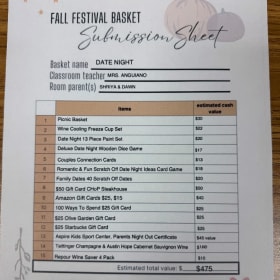 FALL FESTIVAL BASKET
Submission Sheet
Basket name DATE NIGHT
Classroom teacher MRS. ANGUIANO
Room parent(s) SHRIYA & DAWN
Items estimated cash value
1 Picnic Basket $30
2 Wine Cooling Freeze Cup Set $20
3 Date Night 13 Piece Paint Set $20
4 Deluxe Date Night Wooden Dice Game $17
5 Couples Connection Cards $13
6 Romantic & Fun Scratch Off Date Night Ideas Card Game $18
7 Family Dates 40 Scratch Off Dates $20
8 $50 Gift Card Steakhouse $50
9 Amazon Gift Cards $25, $15 $40
10 100 Ways To Spend $25 Gift Card $25
11 $25 Olive Garden Gift Card $25
12 $25 Starbucks Gift Card $25
13 Aspire Kids Sport Center, Parents Night Out Certificate $45 value
14 Taittinger Champagne & Austin Hope Cabernet Sauvignon Wine
15 Repour Wine Saver 4 Pack
Estimated total value: $ $475